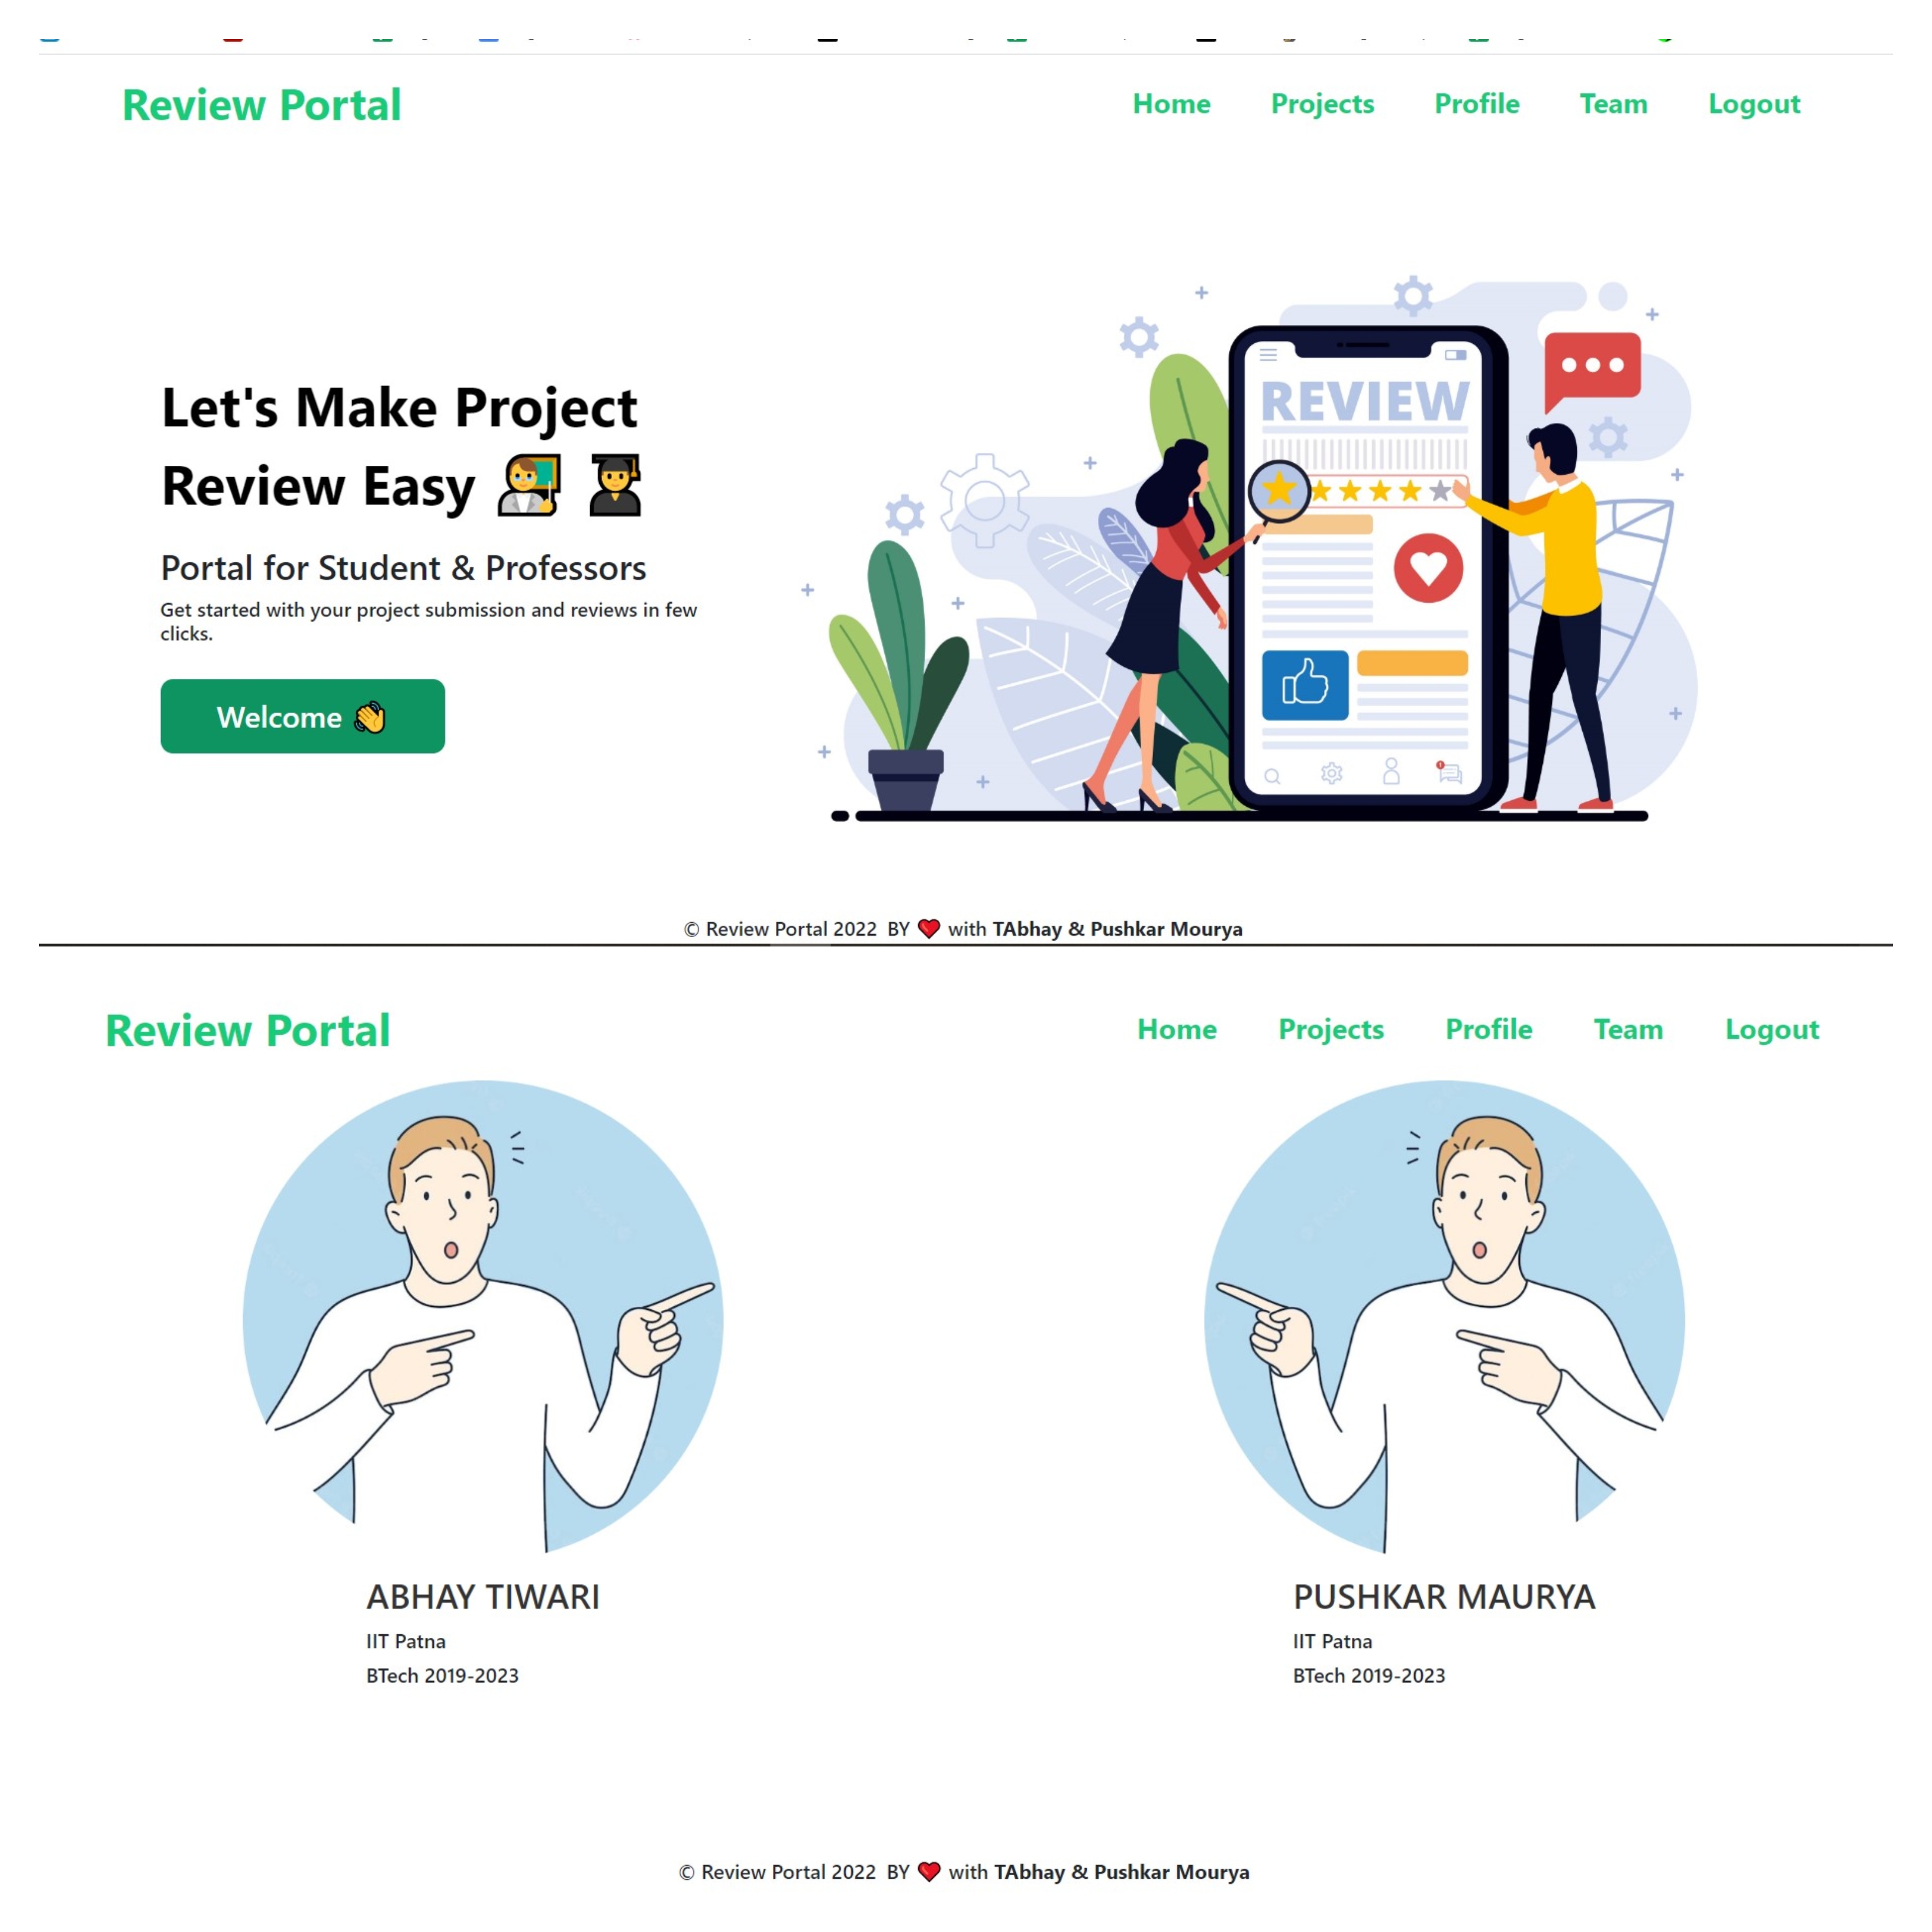 Review Portal
Home Projects Profile Team Logout
Let's Make Project
Review Easy 👨‍🏫 👨‍🎓
Portal for Student & Professors
Get started with your project submission and reviews in few
clicks.
Welcome 👋
REVIEW
© Review Portal 2022 BY ❤️ with TAbhay & Pushkar Mourya
Review Portal
Home Projects Profile Team Logout
ABHAY TIWARI
IIT Patna
BTech 2019-2023
PUSHKAR MAURYA
IIT Patna
BTech 2019-2023
© Review Portal 2022 BY ❤️ with TAbhay & Pushkar Mourya